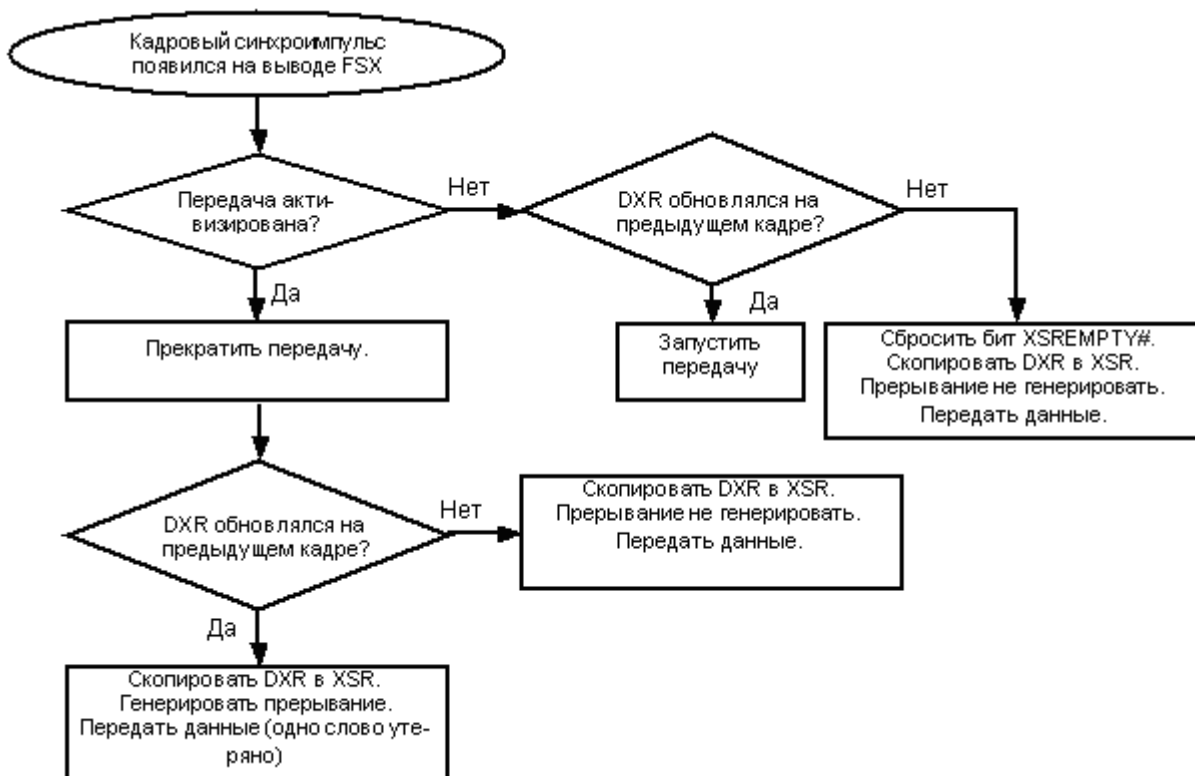 Кадровый синхроимпульс
появился на выводе FSX
Передача акти-
визирована?
Нет
DXR обновлялся на
предыдущем кадре?
Нет
Да
Да
Прекратить передачу.
Запустить
передачу
Сбросить бит XSREMPTY#.
Скопировать DXR в XSR.
Прерывание не генерировать.
Передать данные.
DXR обновлялся на
предыдущем кадре?
Нет
Скопировать DXR в XSR.
Прерывание не генерировать.
Передать данные.
Да
Скопировать DXR в XSR.
Генерировать прерывание.
Передать данные (одно слово уте-
ряно)